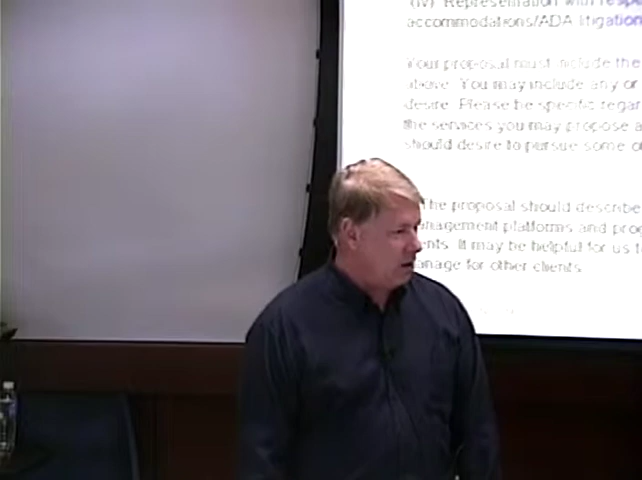 (iv) Representation with respe
accommodations/ADA litigation
Your proposal must include the
above. You may include any or
desire. Please be specific regar
the services you may propose a
should desire to pursue some o
The proposal should describe
anagement platforms and prog
ents. It may be helpful for us t
anage for other clients.